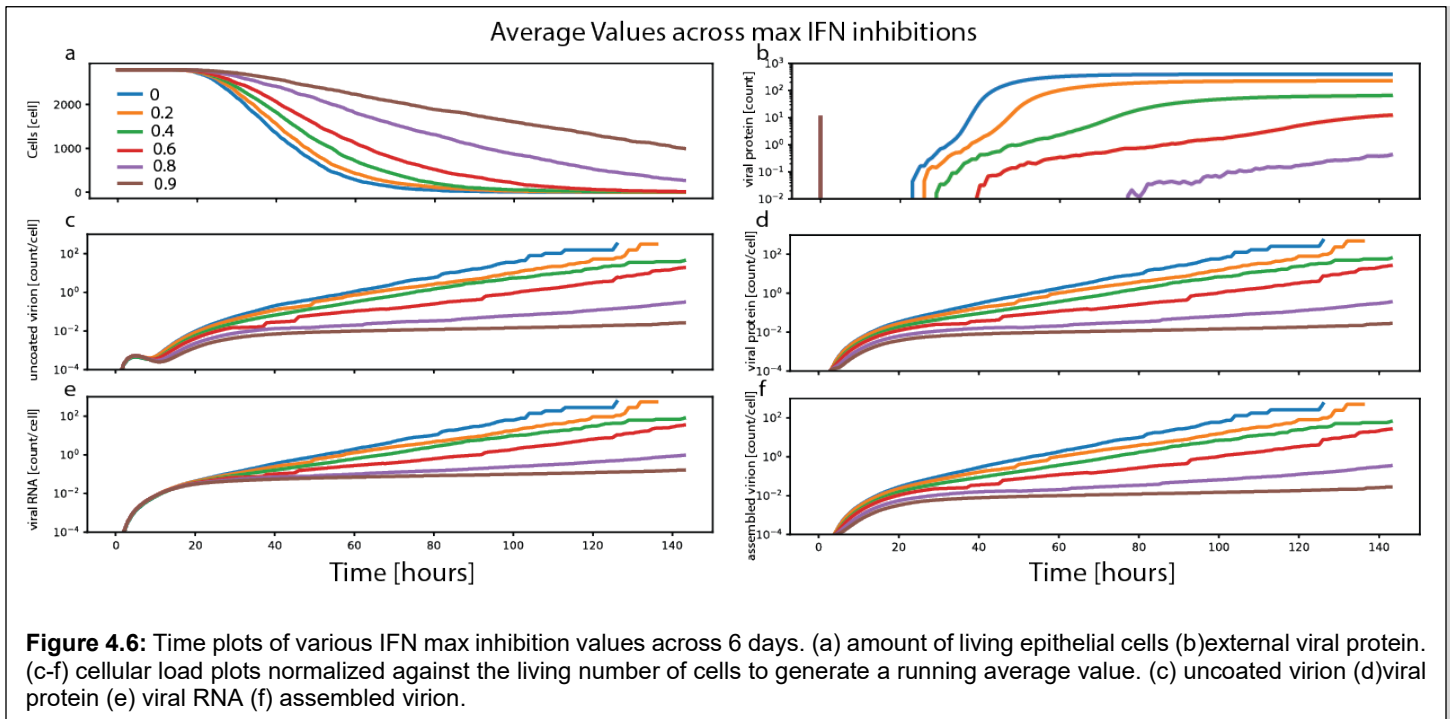 Average Values across max IFN inhibitions
a
Cells [cell]
2000
1000
0
0
0.2
0.4
0.6
0.8
0.9
b
viral protein [count]
10³
10²
10¹
10⁰
10⁻¹
10⁻²
c
uncoated virion [count/cell]
10²
10⁰
10⁻²
10⁻⁴
d
viral protein [count/cell]
10²
10⁰
10⁻²
10⁻⁴
e
viral RNA [count/cell]
10²
10⁰
10⁻²
10⁻⁴
0 20 40 60 80 100 120 140
Time [hours]
f
assembled virion [count/cell]
10²
10⁰
10⁻²
10⁻⁴
0 20 40 60 80 100 120 140
Time [hours]
Figure 4.6: Time plots of various IFN max inhibition values across 6 days. (a) amount of living epithelial cells (b)external viral protein.
(c-f) cellular load plots normalized against the living number of cells to generate a running average value. (c) uncoated virion (d)viral
protein (e) viral RNA (f) assembled virion.